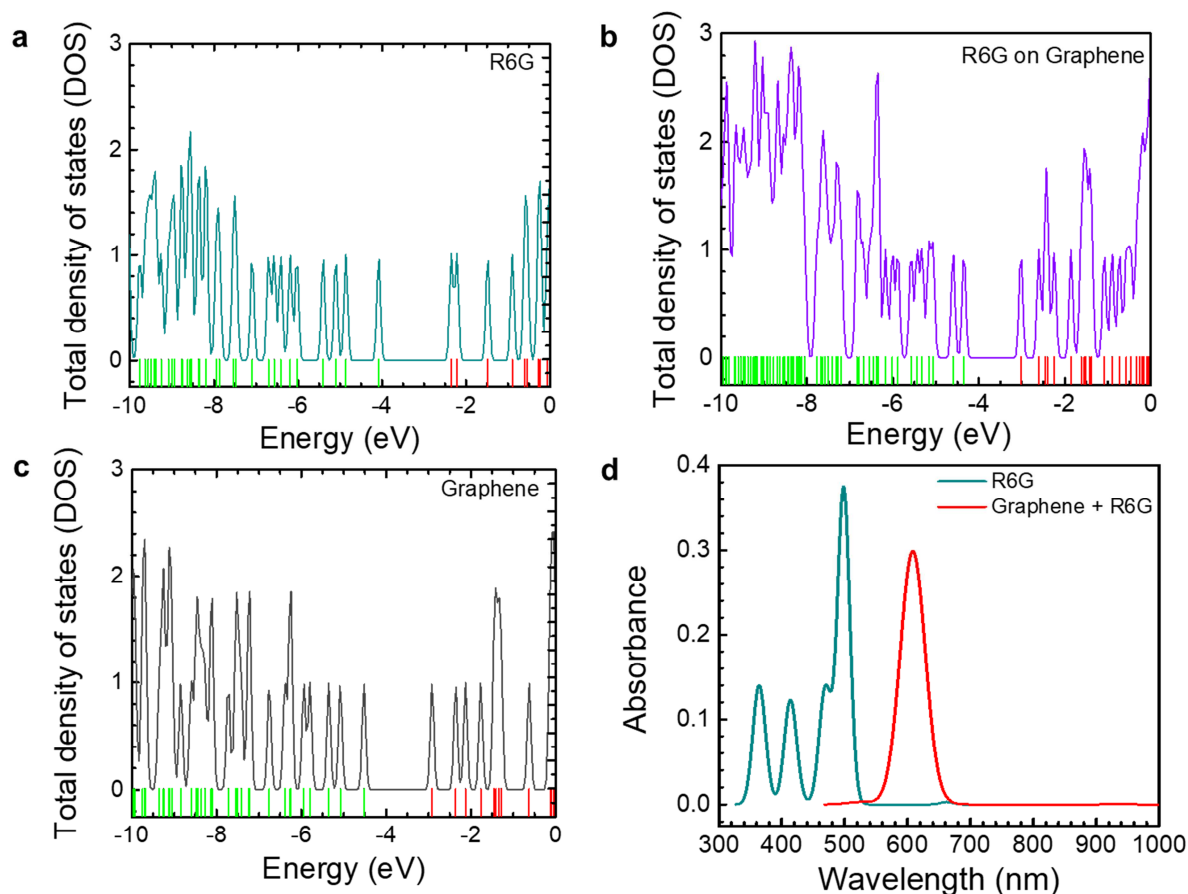 a
R6G
Total density of states (DOS)
3
2
1
0
-10
-8
-6
-4
-2
0
Energy (eV)
b
R6G on Graphene
Total density of states (DOS)
3
2
1
0
-10
-8
-6
-4
-2
0
Energy (eV)
c
Graphene
Total density of states (DOS)
3
2
1
0
-10
-8
-6
-4
-2
0
Energy (eV)
d
R6G
Graphene + R6G
Absorbance
0.4
0.3
0.2
0.1
0.0
300 400 500 600 700 800 900 1000
Wavelength (nm)